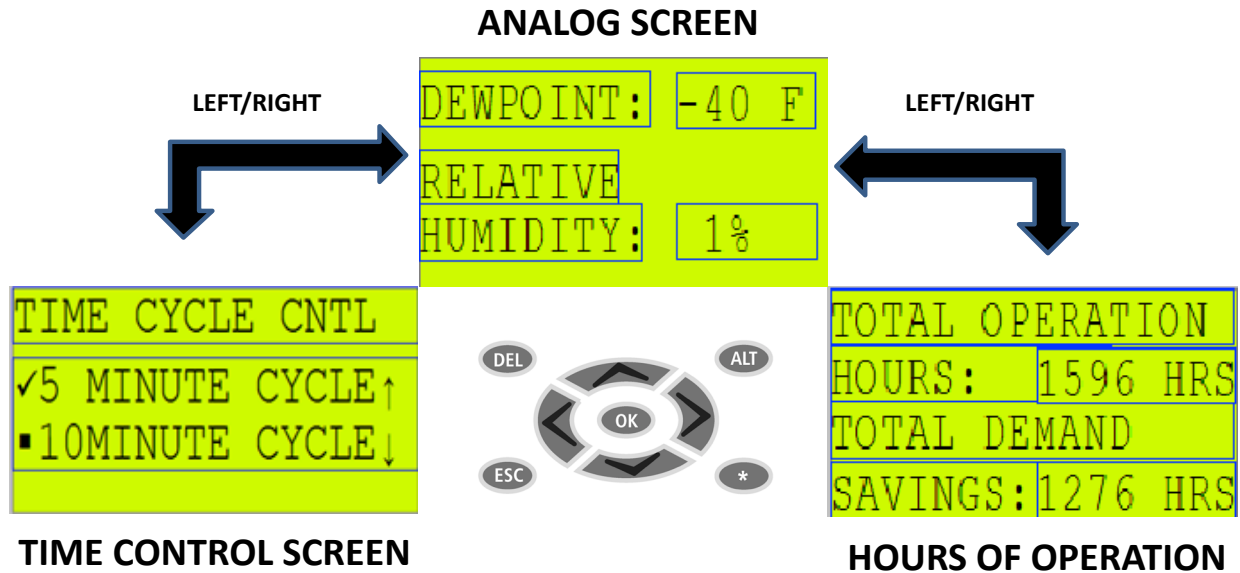 ANALOG SCREEN
LEFT/RIGHT
DEWPOINT: -40 F
RELATIVE
HUMIDITY: 1%
LEFT/RIGHT
TIME CYCLE CNTL
✓5 MINUTE CYCLE↑
▪10MINUTE CYCLE↓
TIME CONTROL SCREEN
DEL
ALT
OK
ESC
*
TOTAL OPERATION
HOURS: 1596 HRS
TOTAL DEMAND
SAVINGS: 1276 HRS
HOURS OF OPERATION